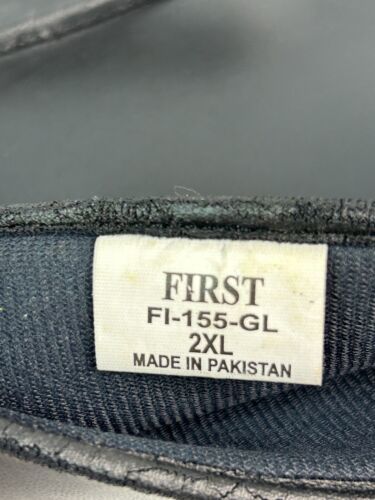 FIRST
FI-155-GL
2XL
MADE IN PAKISTAN